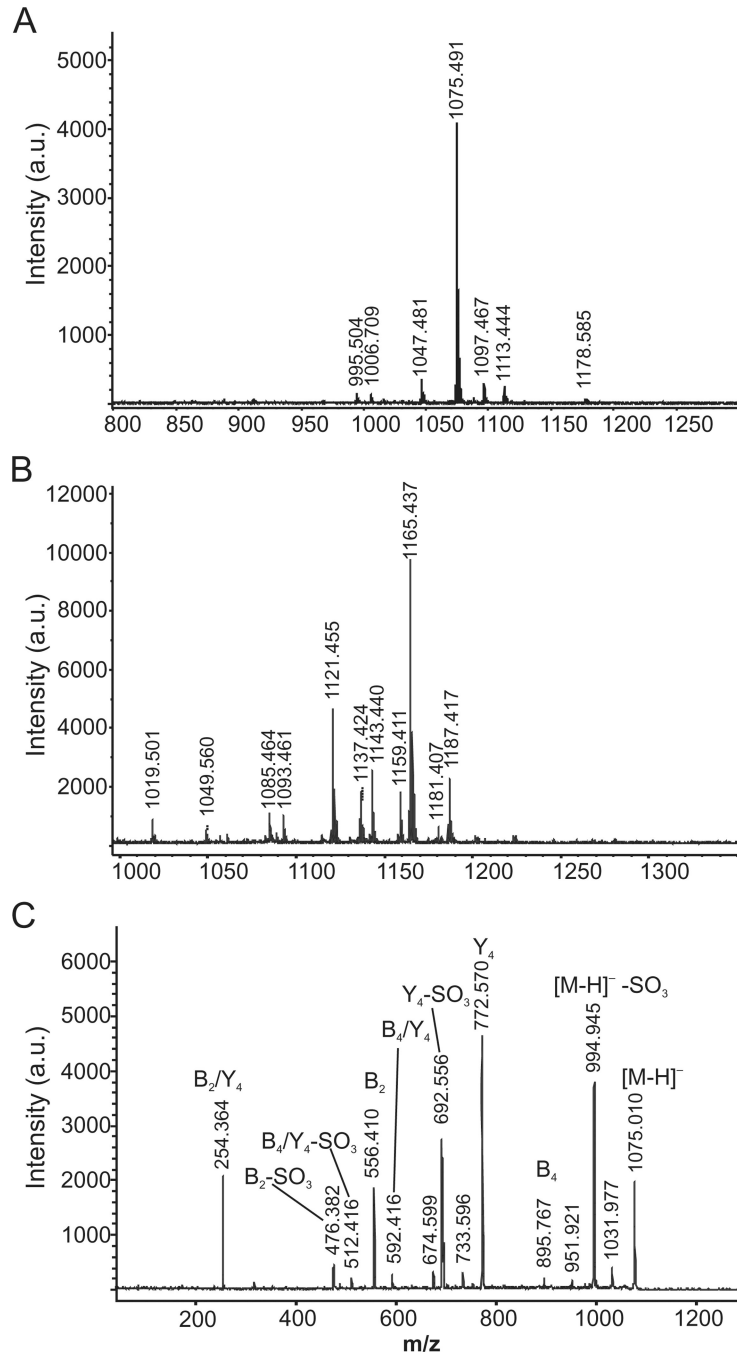 A
Intensity (a.u.)
5000
4000
3000
2000
1000
995.504
1006.709
1047.481
1075.491
1097.467
1113.444
1178.585
800 850 900 950 1000 1050 1100 1150 1200 1250
B
Intensity (a.u.)
12000
10000
8000
6000
4000
2000
1019.501
1049.560
1085.464
1093.461
1121.455
1137.424
1143.440
1159.411
1165.437
1181.407
1187.417
1000 1050 1100 1150 1200 1250 1300
C
Intensity (a.u.)
6000
5000
4000
3000
2000
1000
B₂/Y₄
254.364
B₂-SO₃
476.382
B₄/Y₄-SO₃
512.416
B₂
556.410
B₄/Y₄
592.416
674.599
Y₄-SO₃
692.556
733.596
Y₄
772.570
B₄
895.767
951.921
[M-H]⁻ -SO₃
994.945
1031.977
[M-H]⁻
1075.010
200 400 600 800 1000 1200
m/z